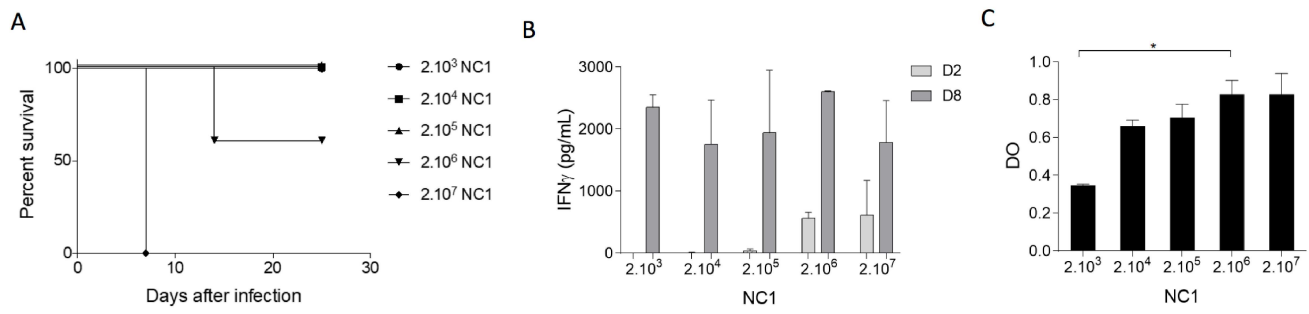 A
Percent survival
100
50
0
0 10 20 30
Days after infection
2.10³ NC1
2.10⁴ NC1
2.10⁵ NC1
2.10⁶ NC1
2.10⁷ NC1
B
IFNγ (pg/mL)
3000
2000
1000
0
2.10³ 2.10⁴ 2.10⁵ 2.10⁶ 2.10⁷
NC1
D2
D8
C
*
DO
1.0
0.8
0.6
0.4
0.2
0.0
2.10³ 2.10⁴ 2.10⁵ 2.10⁶ 2.10⁷
NC1